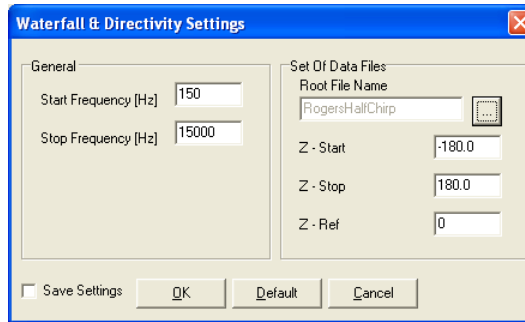 Waterfall & Directivity Settings
General
Start Frequency [Hz] 150
Stop Frequency [Hz] 15000
Set Of Data Files
Root File Name
RogersHalfChirp ...
Z - Start -180.0
Z - Stop 180.0
Z - Ref 0
Save Settings OK Default Cancel